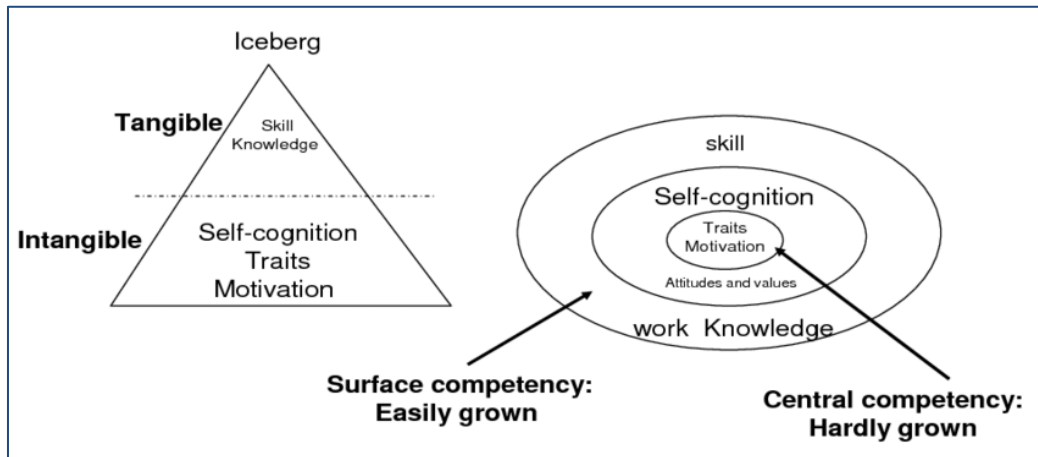 Iceberg
Tangible
Skill
Knowledge
Intangible
Self-cognition
Traits
Motivation
skill
Self-cognition
Traits
Motivation
Attitudes and values
work Knowledge
Surface competency:
Easily grown
Central competency:
Hardly grown